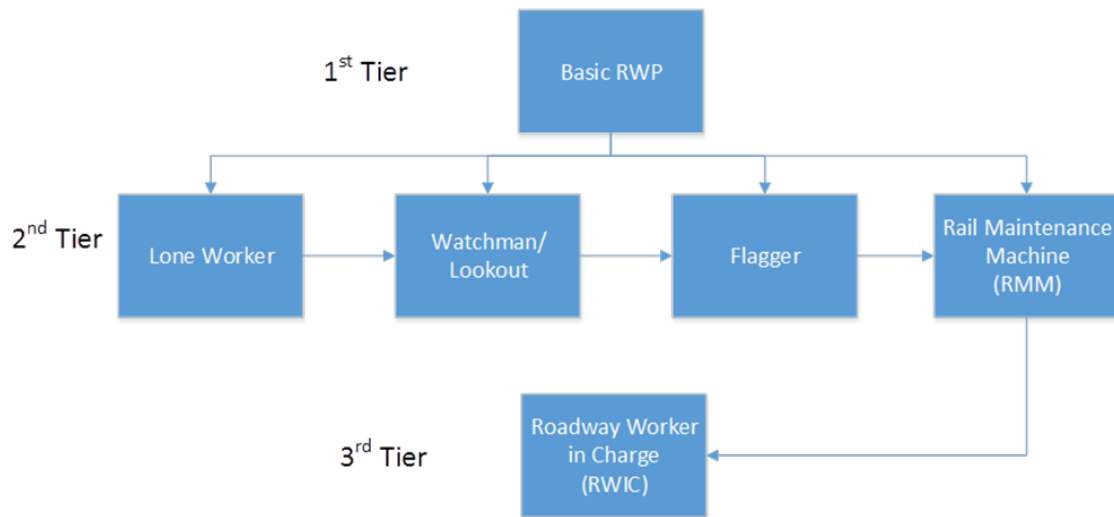 1st Tier
Basic RWP
2nd Tier
Lone Worker
Watchman/
Lookout
Flagger
Rail Maintenance
Machine
(RMM)
3rd Tier
Roadway Worker
in Charge
(RWIC)